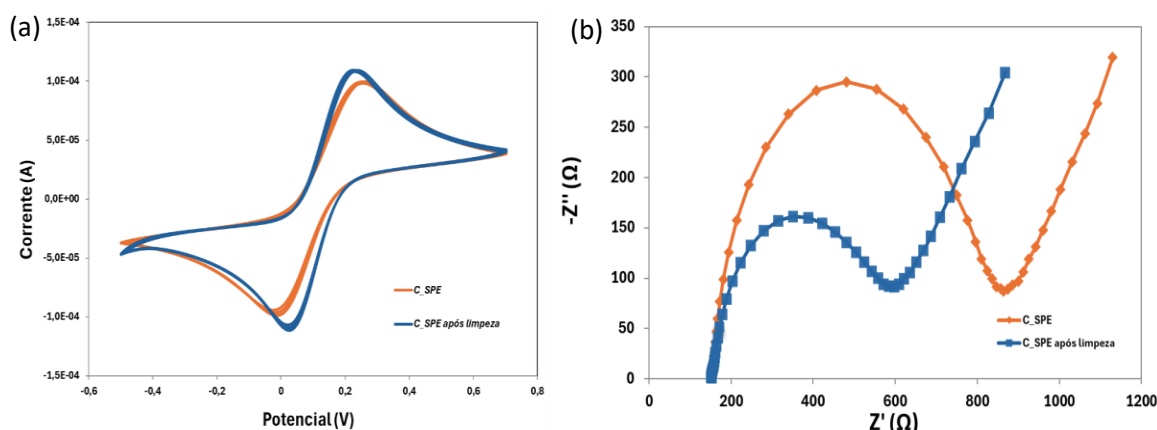 (a)
Corrente (A)
1,5E-04
1,0E-04
5,0E-05
0,0E+00
-5,0E-05
-1,0E-04
-1,5E-04
-0,6 -0,4 -0,2 0 0,2 0,4 0,6 0,8
Potencial (V)
C_SPE
C_SPE após limpeza
(b)
-Z'' (Ω)
350
300
250
200
150
100
50
0
0 200 400 600 800 1000 1200
Z' (Ω)
C_SPE
C_SPE após limpeza